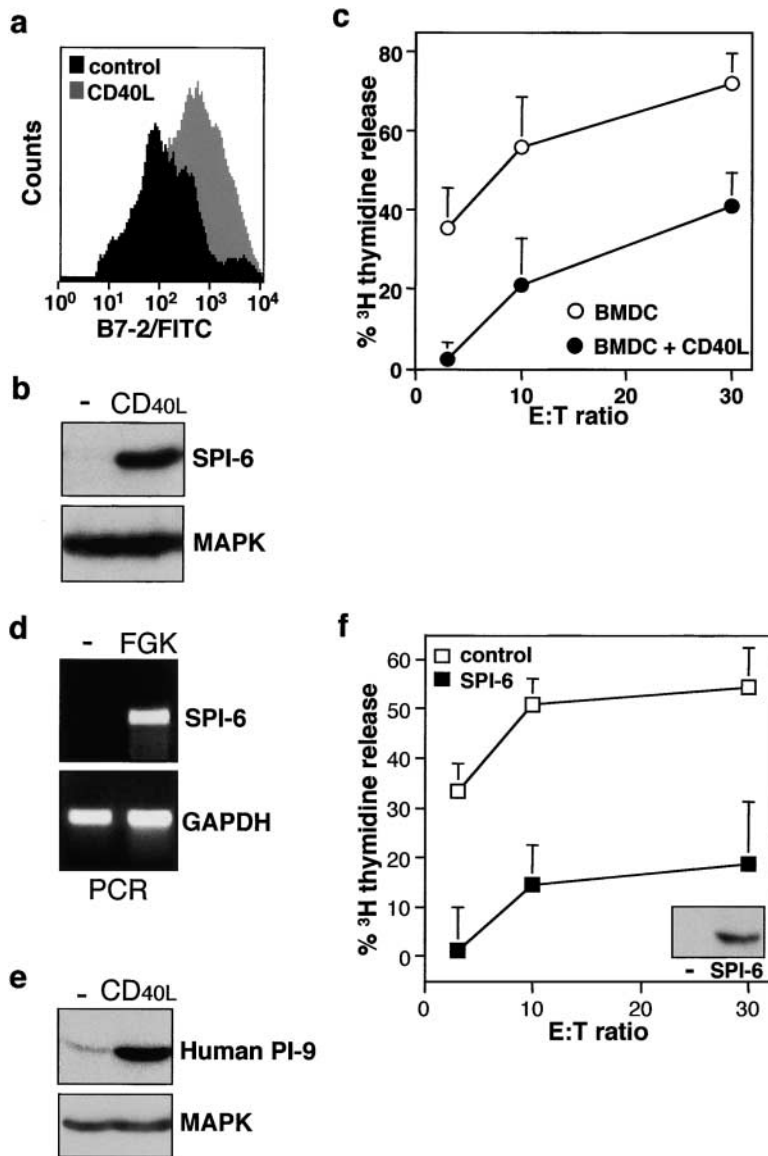 a
control
CD40L
Counts
10⁰ 10¹ 10² 10³ 10⁴
B7-2/FITC
b
- CD40L
SPI-6
MAPK
c
80
60
40
20
0
% ³H thymidine release
BMDC
BMDC + CD40L
0 10 20 30
E:T ratio
d
- FGK
SPI-6
GAPDH
PCR
e
- CD40L
Human PI-9
MAPK
f
control
SPI-6
60
50
40
30
20
10
0
% ³H thymidine release
- SPI-6
0 10 20 30
E:T ratio